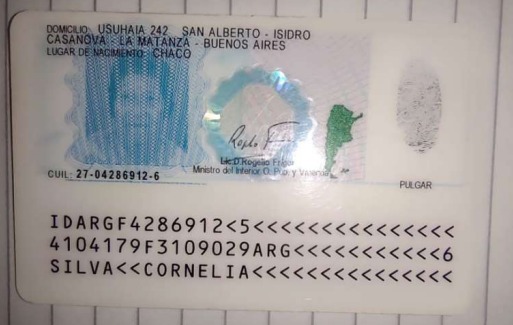 DOMICILIO: USUHAIA 242 SAN ALBERTO - ISIDRO
CASANOVA - LA MATANZA - BUENOS AIRES
LUGAR DE NACIMIENTO: CHACO
Lic. D. Rogelio Frigerio
Ministro del Interior, O. Púb. y Vivienda
CUIL: 27-04286912-6
PULGAR
IDARGF4286912<5<<<<<<<<<<<<<<<
4104179F3109029ARG<<<<<<<<<<<6
SILVA<<CORNELIA<<<<<<<<<<<<<<<